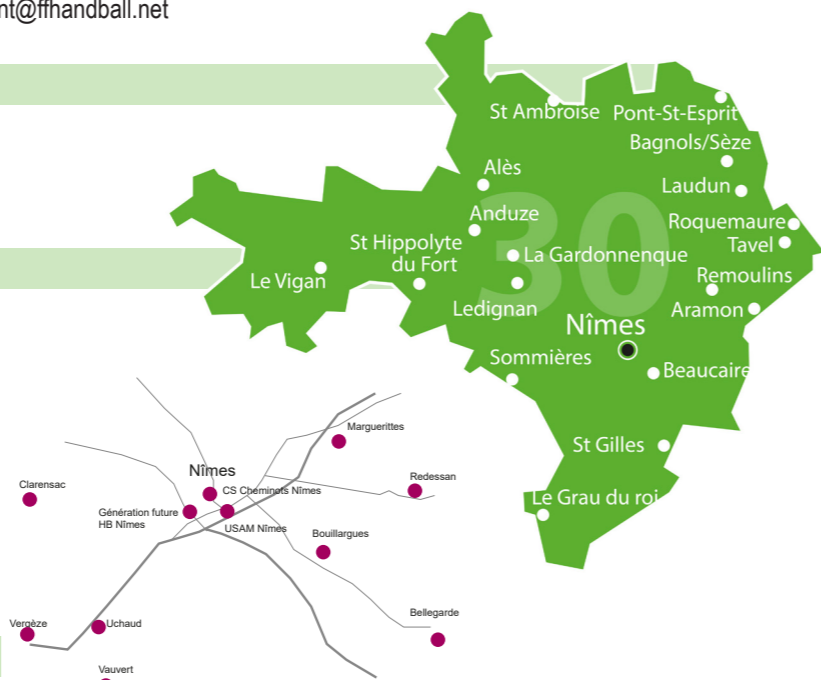 nt@ffhandball.net
30
St Ambroise
Pont-St-Esprit
Bagnols/Sèze
Alès
Laudun
Anduze
Roquemaure
St Hippolyte
du Fort
Tavel
La Gardonnenque
Le Vigan
Remoulins
Ledignan
Aramon
Nîmes
Sommières
Beaucaire
St Gilles
Le Grau du roi
Marguerittes
Nîmes
Clarensac
CS Cheminots Nîmes
Redessan
Génération future
HB Nîmes
USAM Nîmes
Bouillargues
Bellegarde
Vergèze
Uchaud
Vauvert